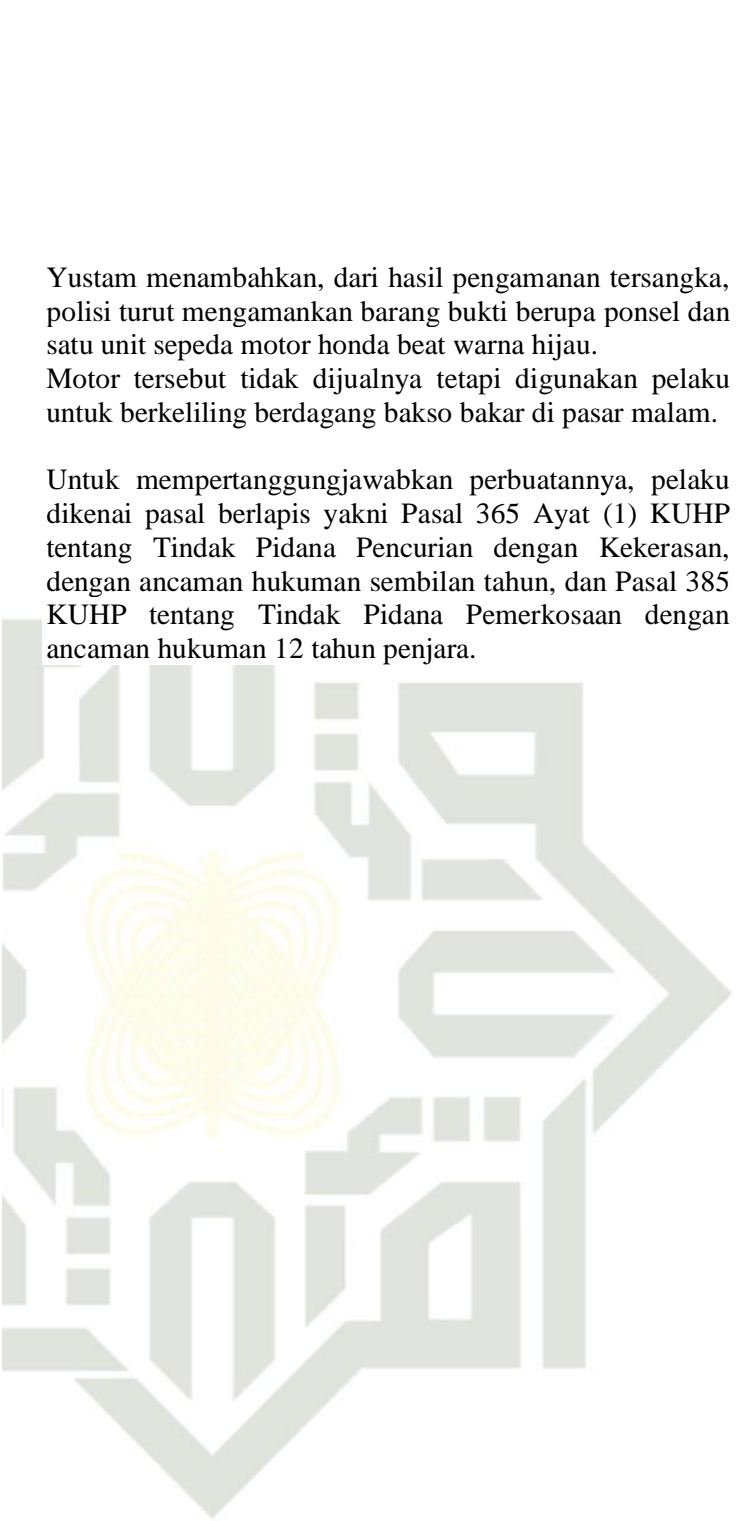 Yustam menambahkan, dari hasil pengamanan tersangka,
polisi turut mengamankan barang bukti berupa ponsel dan
satu unit sepeda motor honda beat warna hijau.
Motor tersebut tidak dijualnya tetapi digunakan pelaku
untuk berkeliling berdagang bakso bakar di pasar malam.
Untuk mempertanggungjawabkan perbuatannya, pelaku
dikenai pasal berlapis yakni Pasal 365 Ayat (1) KUHP
tentang Tindak Pidana Pencurian dengan Kekerasan,
dengan ancaman hukuman sembilan tahun, dan Pasal 385
KUHP tentang Tindak Pidana Pemerkosaan dengan
ancaman hukuman 12 tahun penjara.